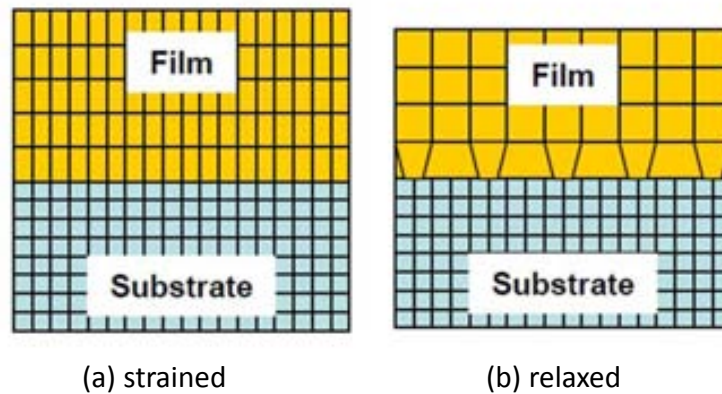 Film
Film
Substrate
Substrate
(a) strained
(b) relaxed